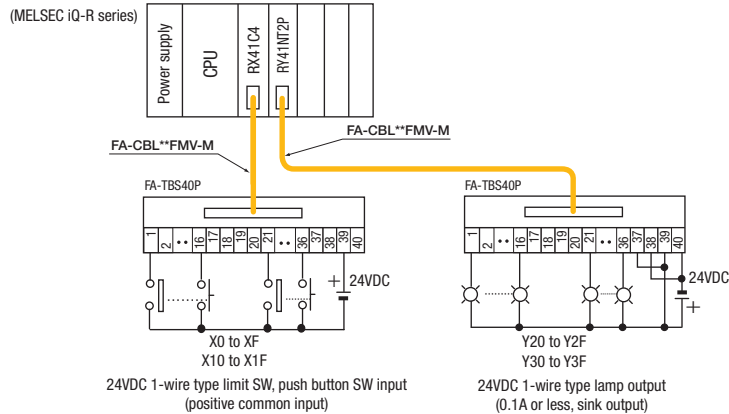 (MELSEC iQ-R series)
Power supply
CPU
RX41C4
RY41NT2P
FA-CBL**FMV-M
FA-CBL**FMV-M
FA-TBS40P
1 2 •• 16 17 18 19 20 21 •• 36 37 38 39 40
+ 24VDC
X0 to XF
X10 to X1F
24VDC 1-wire type limit SW, push button SW input
(positive common input)
FA-TBS40P
1 2 •• 16 17 18 19 20 21 •• 36 37 38 39 40
24VDC
+
Y20 to Y2F
Y30 to Y3F
24VDC 1-wire type lamp output
(0.1A or less, sink output)